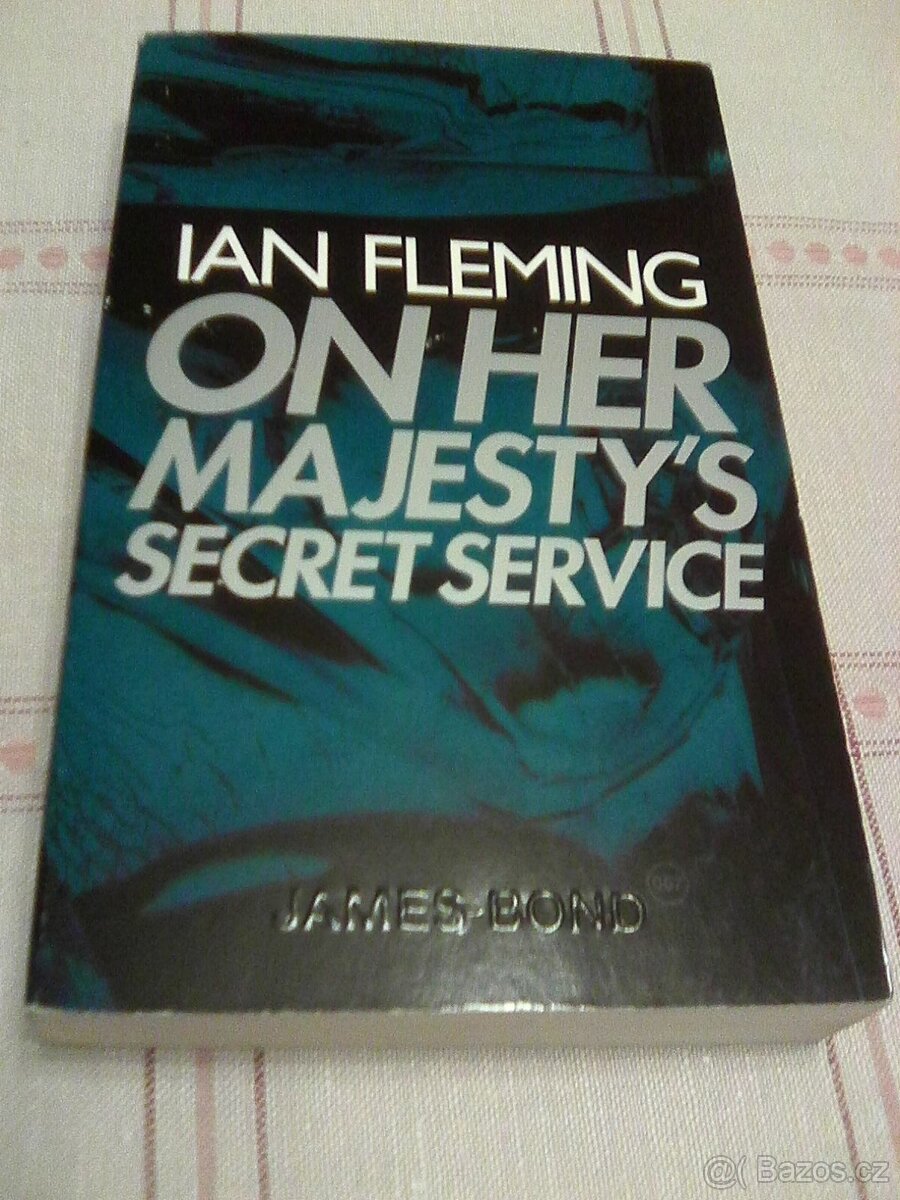 IAN FLEMING
ON HER
MAJESTY'S
SECRET SERVICE
JAMES BOND
007
@( Bazos.cz